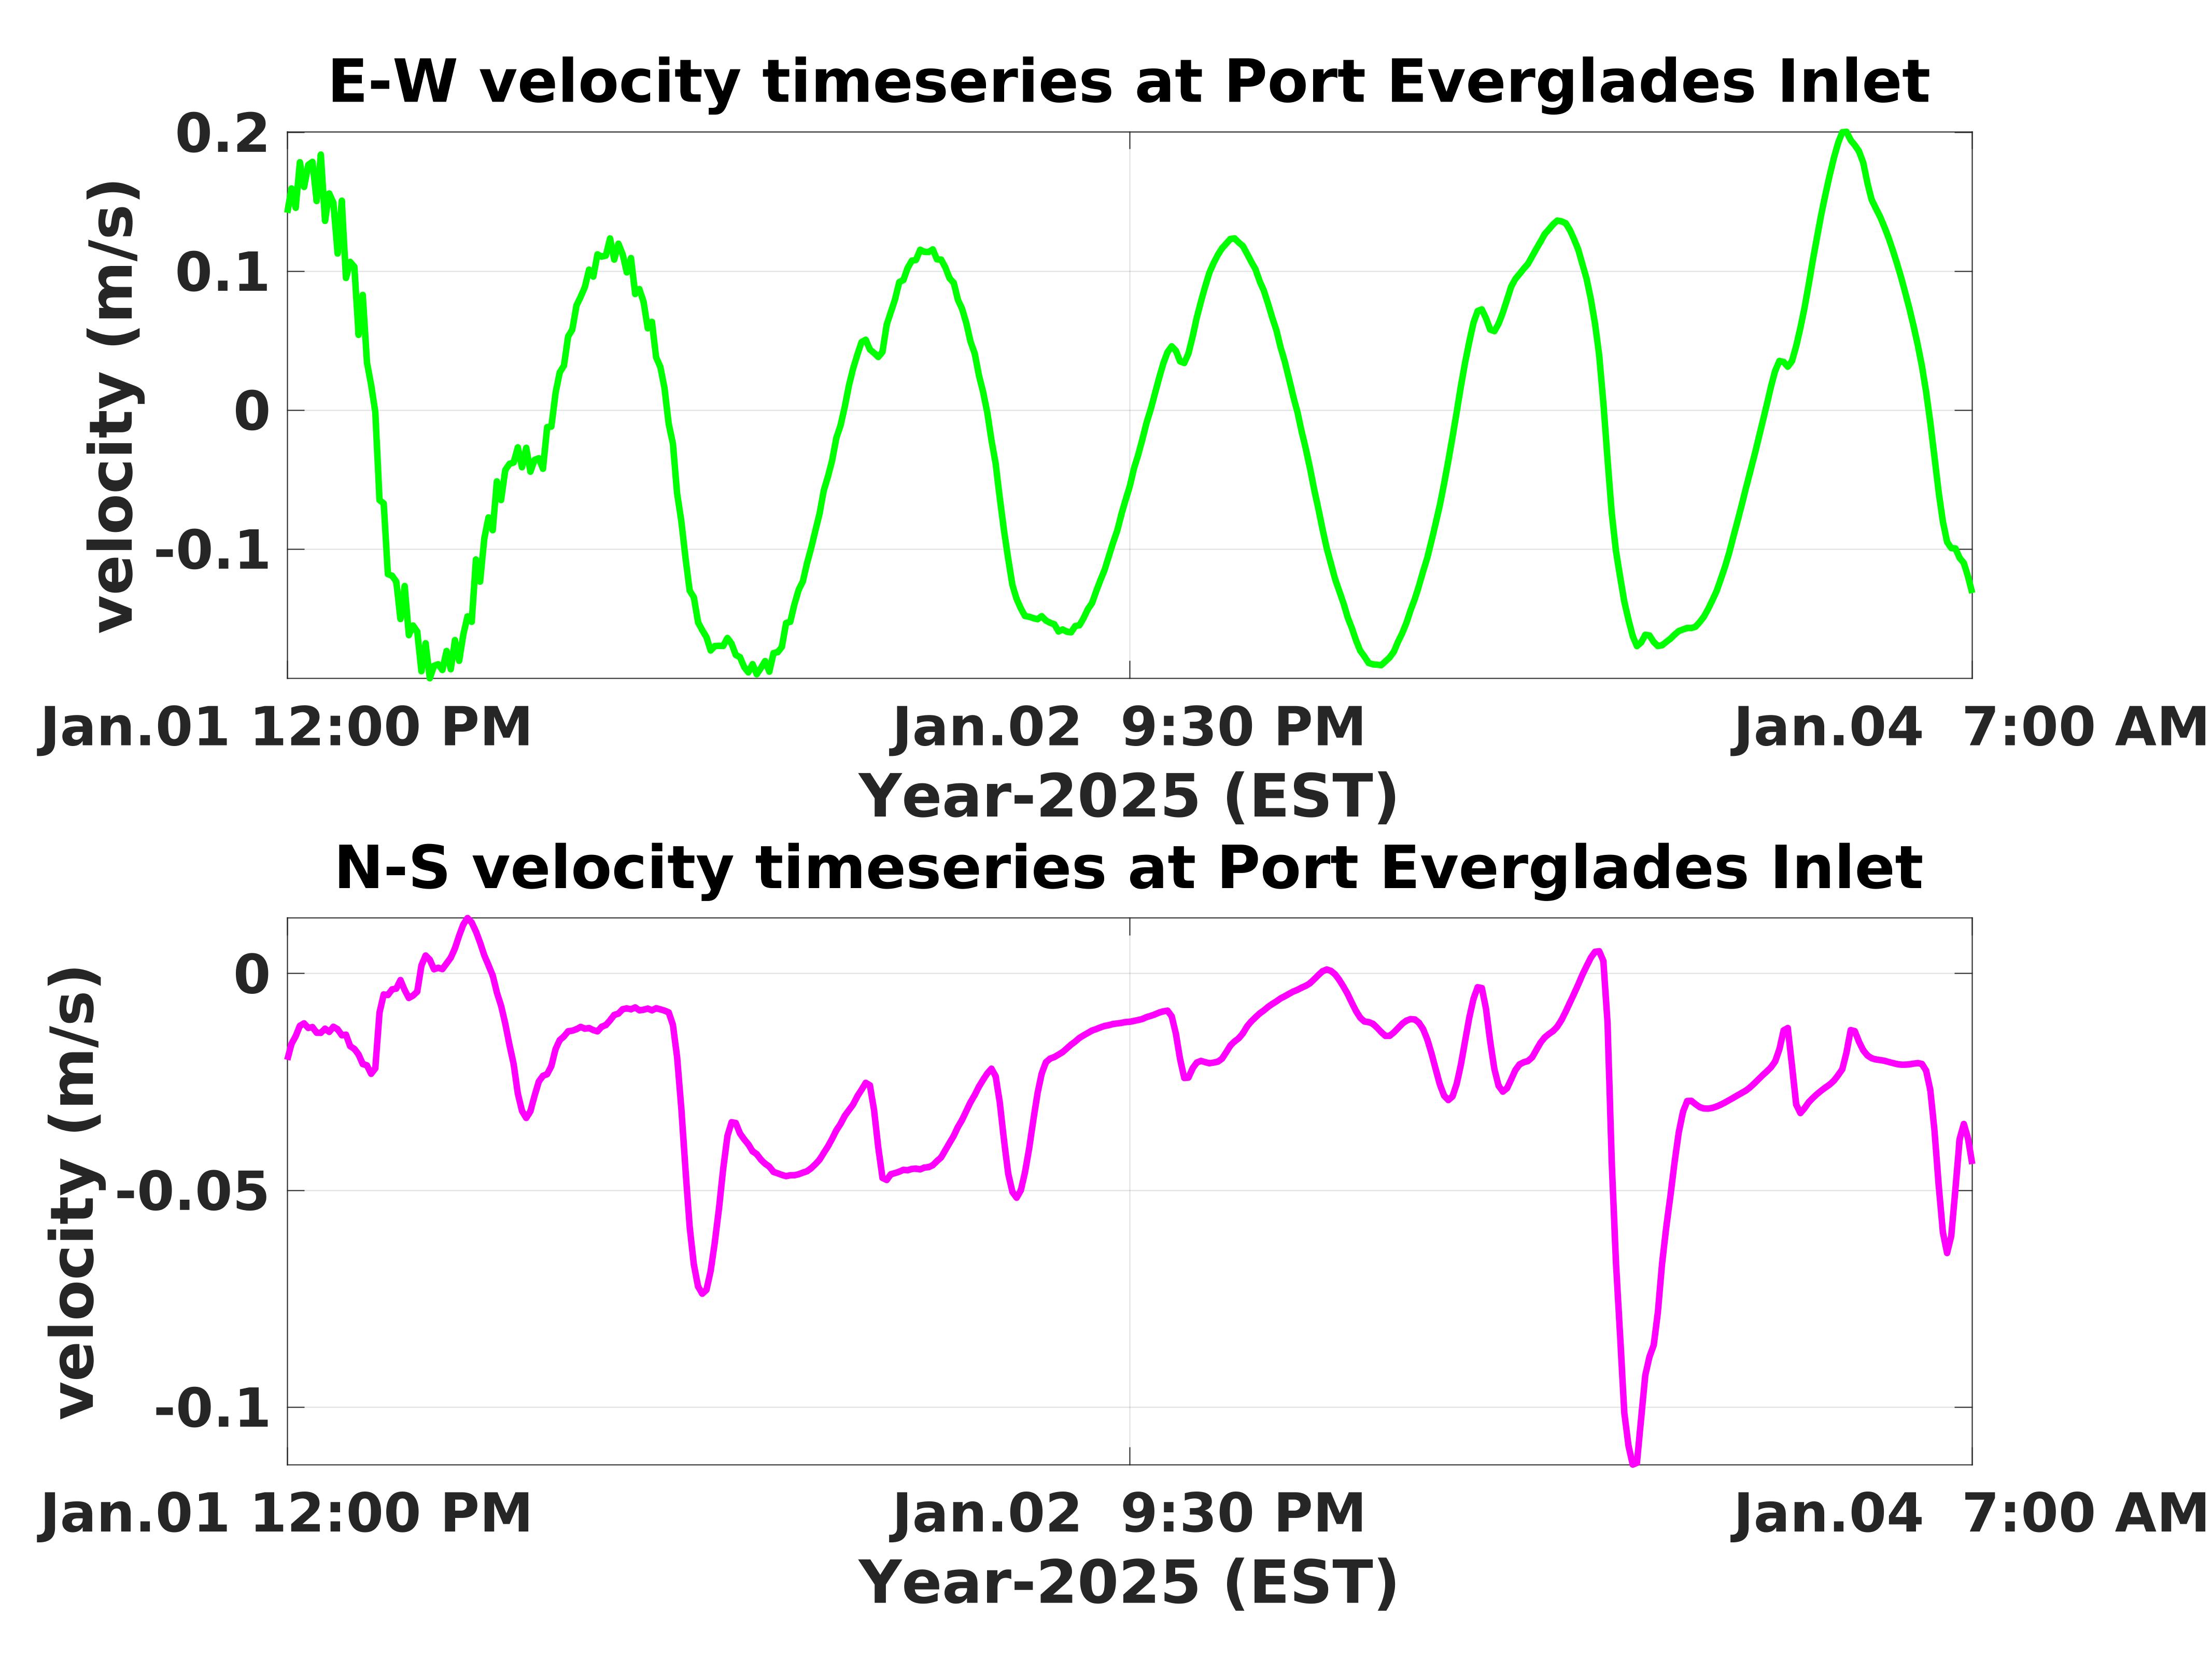 E-W velocity timeseries at Port Everglades Inlet
velocity (m/s)
0.2
0.1
0
-0.1
Jan.01 12:00 PM
Jan.02  9:30 PM
Jan.04  7:00 AM
Year-2025 (EST)
N-S velocity timeseries at Port Everglades Inlet
velocity (m/s)
0
-0.05
-0.1
Jan.01 12:00 PM
Jan.02  9:30 PM
Jan.04  7:00 AM
Year-2025 (EST)